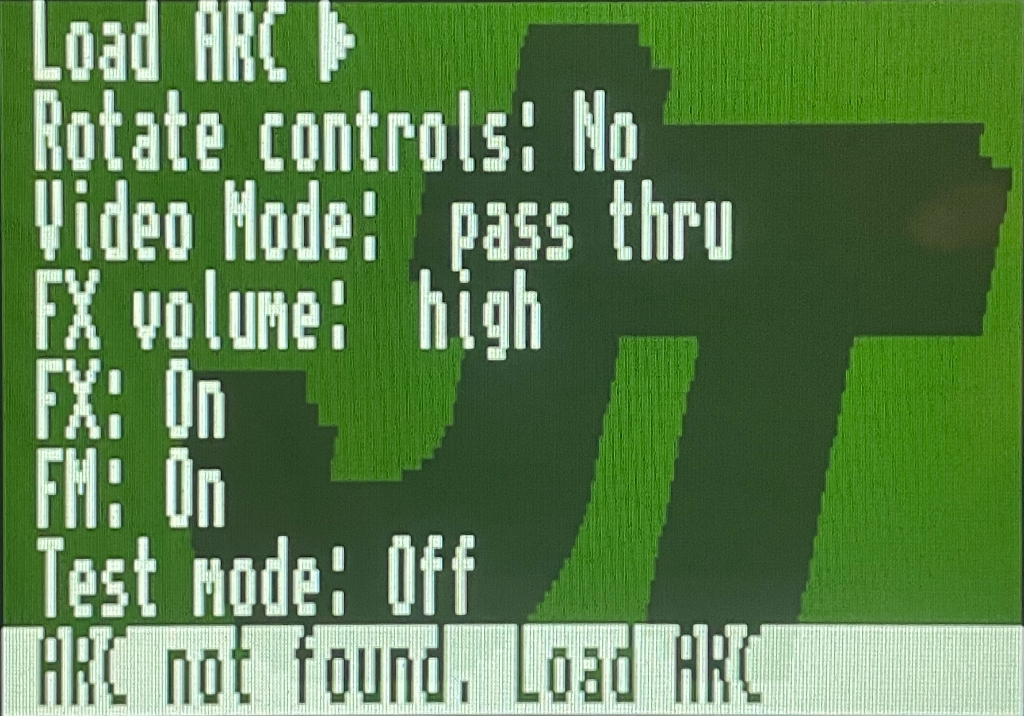 Load ARC ▶
Rotate controls: No
Video Mode: pass thru
FX volume: high
FX: On
FM: On
Test mode: Off
ARC not found. Load ARC